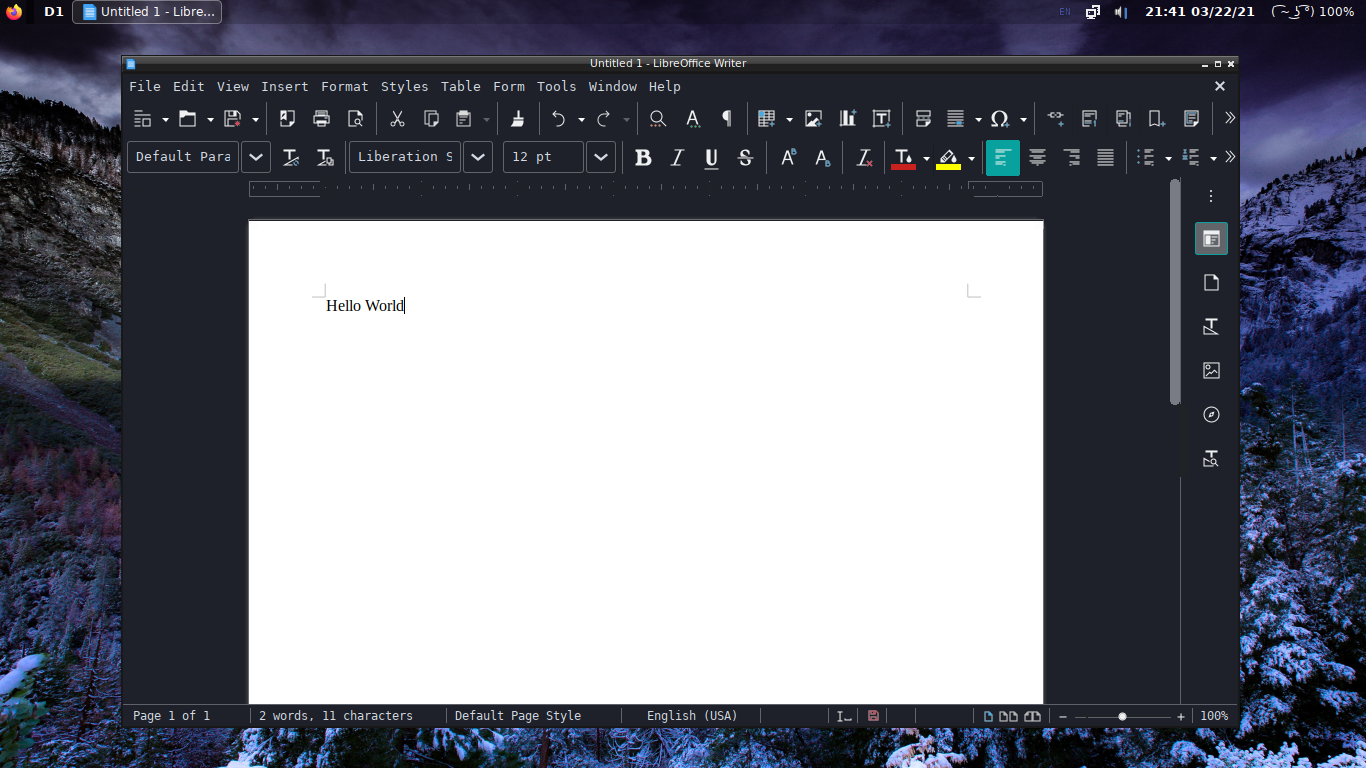 D1 Untitled 1 - Libre... EN 21:41 03/22/21 ( ͡~ ͜ʖ ͡°) 100%
Untitled 1 - LibreOffice Writer
File Edit View Insert Format Styles Table Form Tools Window Help
Default Para Liberation S 12 pt
Hello World
Page 1 of 1 2 words, 11 characters Default Page Style English (USA) 100%